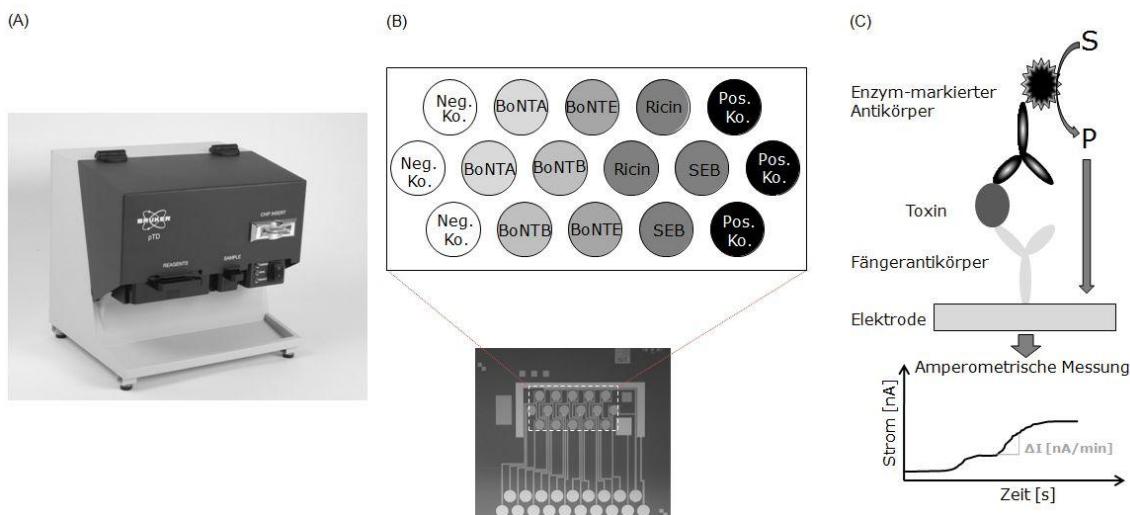 (A)
BRUKER
pTD
CHIP INSERT
REAGENTS
SAMPLE
(B)
Neg. Ko.
BoNTA
BoNTE
Ricin
Pos. Ko.
Neg. Ko.
BoNTA
BoNTB
Ricin
SEB
Pos. Ko.
Neg. Ko.
BoNTB
BoNTE
SEB
Pos. Ko.
(C)
S
Enzym-markierter
Antikörper
P
Toxin
Fängerantikörper
Elektrode
Amperometrische Messung
Strom [nA]
ΔI [nA/min]
Zeit [s]